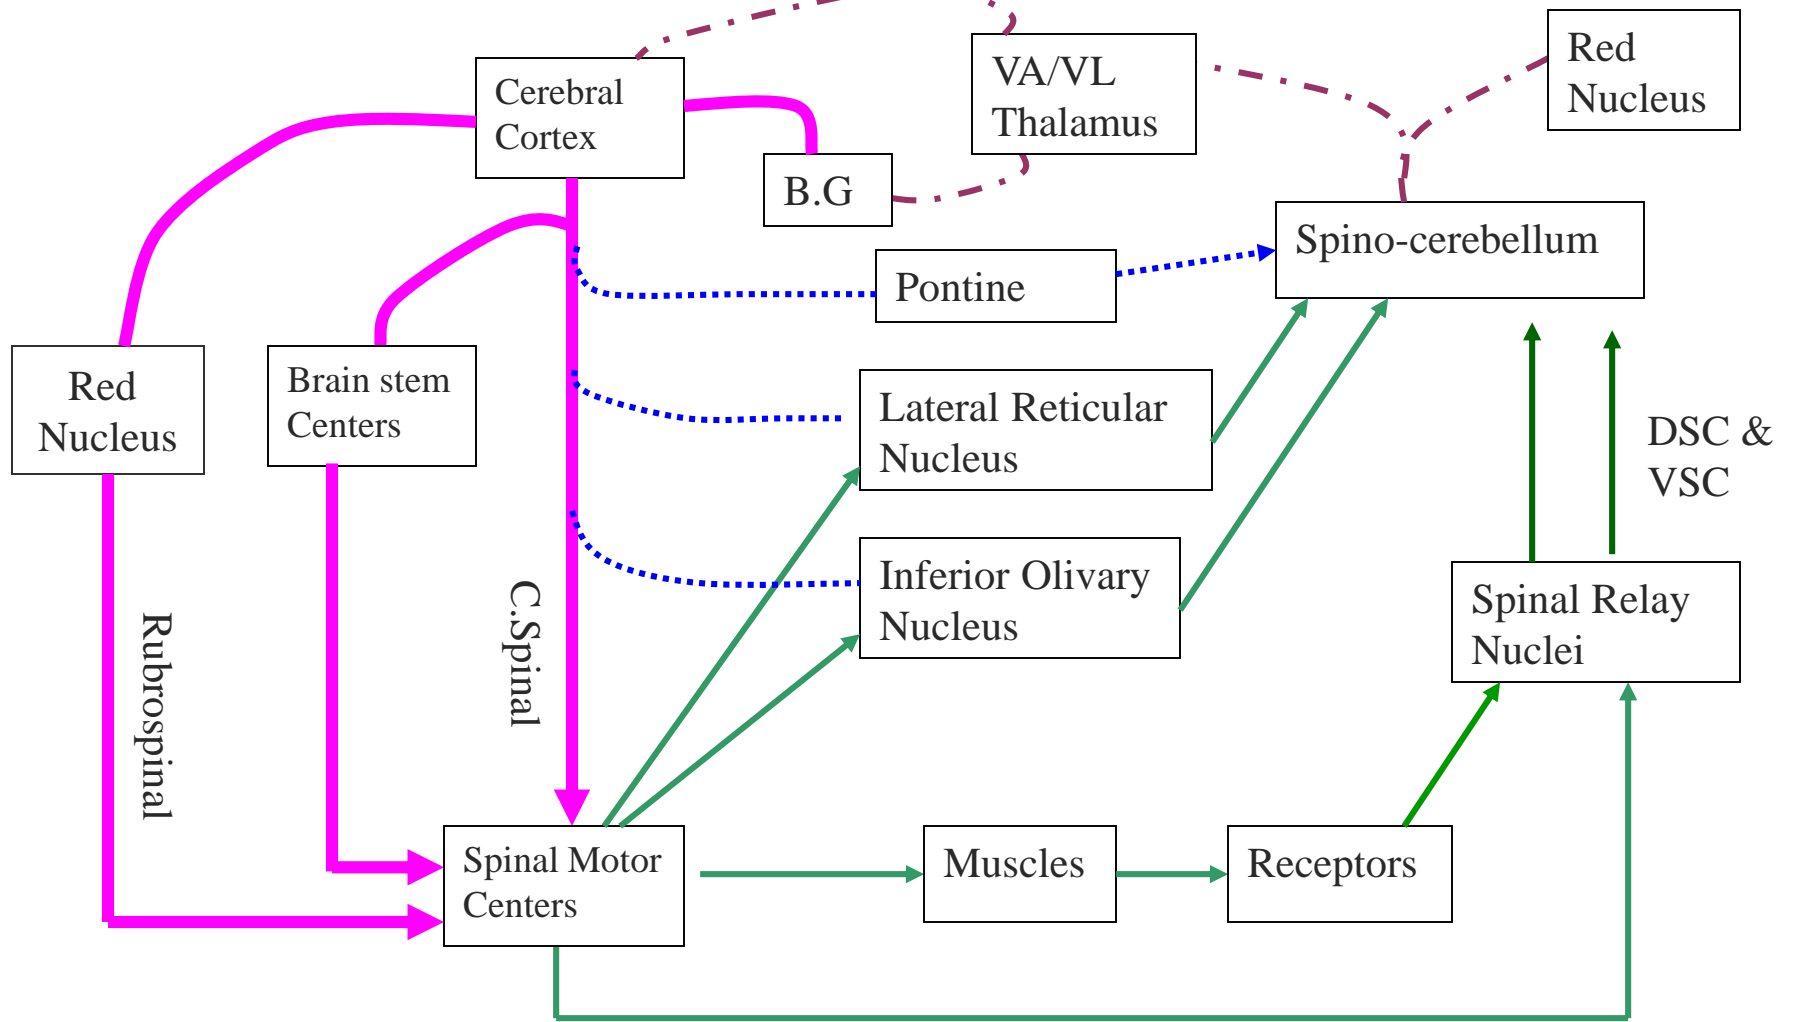 Cerebral
Cortex
VA/VL
Thalamus
Red
Nucleus
B.G
Spino-cerebellum
Pontine
Red
Nucleus
Brain stem
Centers
Lateral Reticular
Nucleus
DSC &
VSC
Inferior Olivary
Nucleus
Spinal Relay
Nuclei
Rubrospinal
C.Spinal
Spinal Motor
Centers
Muscles
Receptors